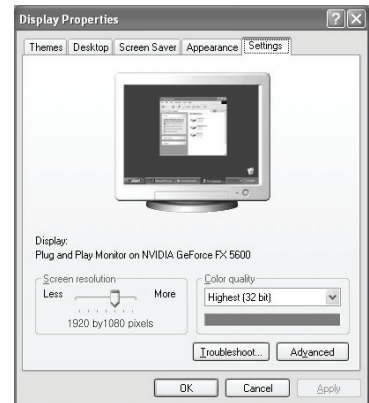 Display Properties
Themes Desktop Screen Saver Appearance Settings
Display:
Plug and Play Monitor on NVIDIA GeForce FX 5600
Screen resolution
Less More
1920 by1080 pixels
Color quality
Highest (32 bit)
Troubleshoot... Advanced
OK Cancel Apply